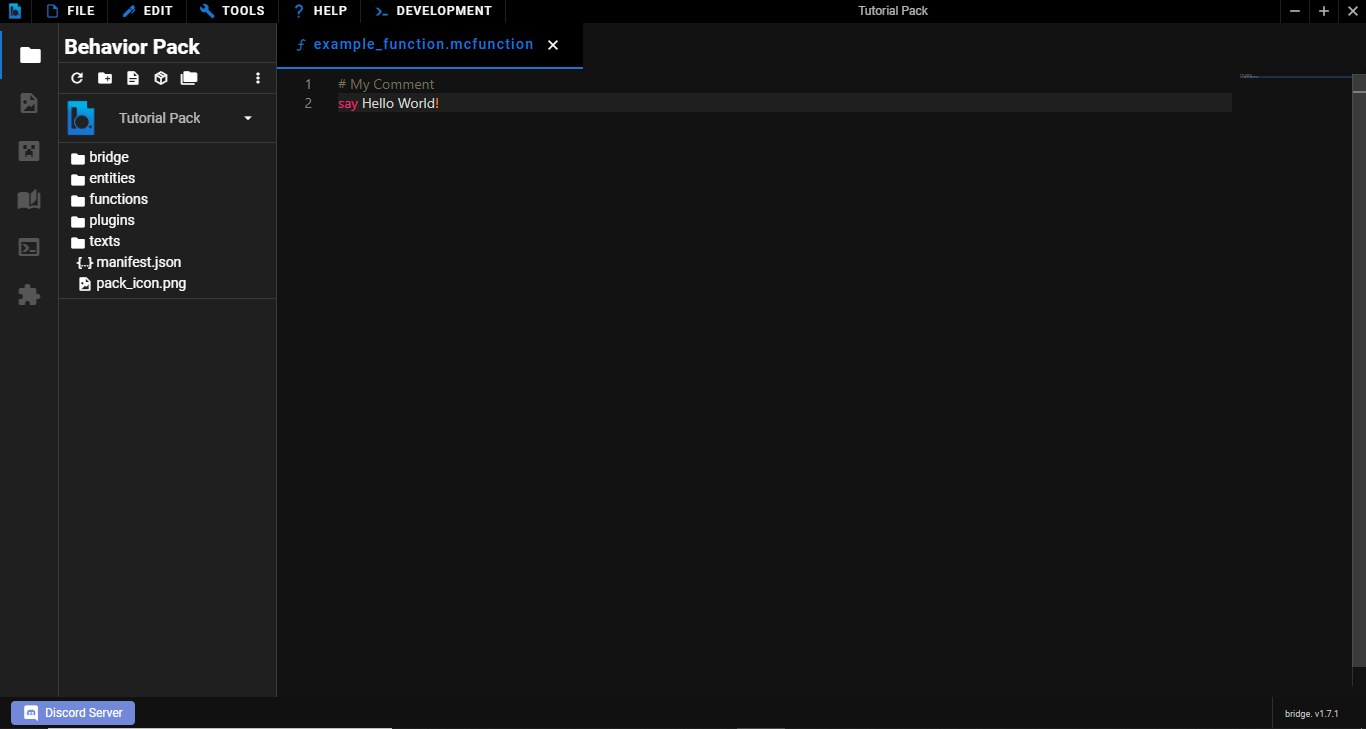 FILE EDIT TOOLS HELP DEVELOPMENT Tutorial Pack
Behavior Pack
example_function.mcfunction
Tutorial Pack
bridge
entities
functions
plugins
texts
{..} manifest.json
pack_icon.png
1 # My Comment
2 say Hello World!
Discord Server
bridge. v1.7.1